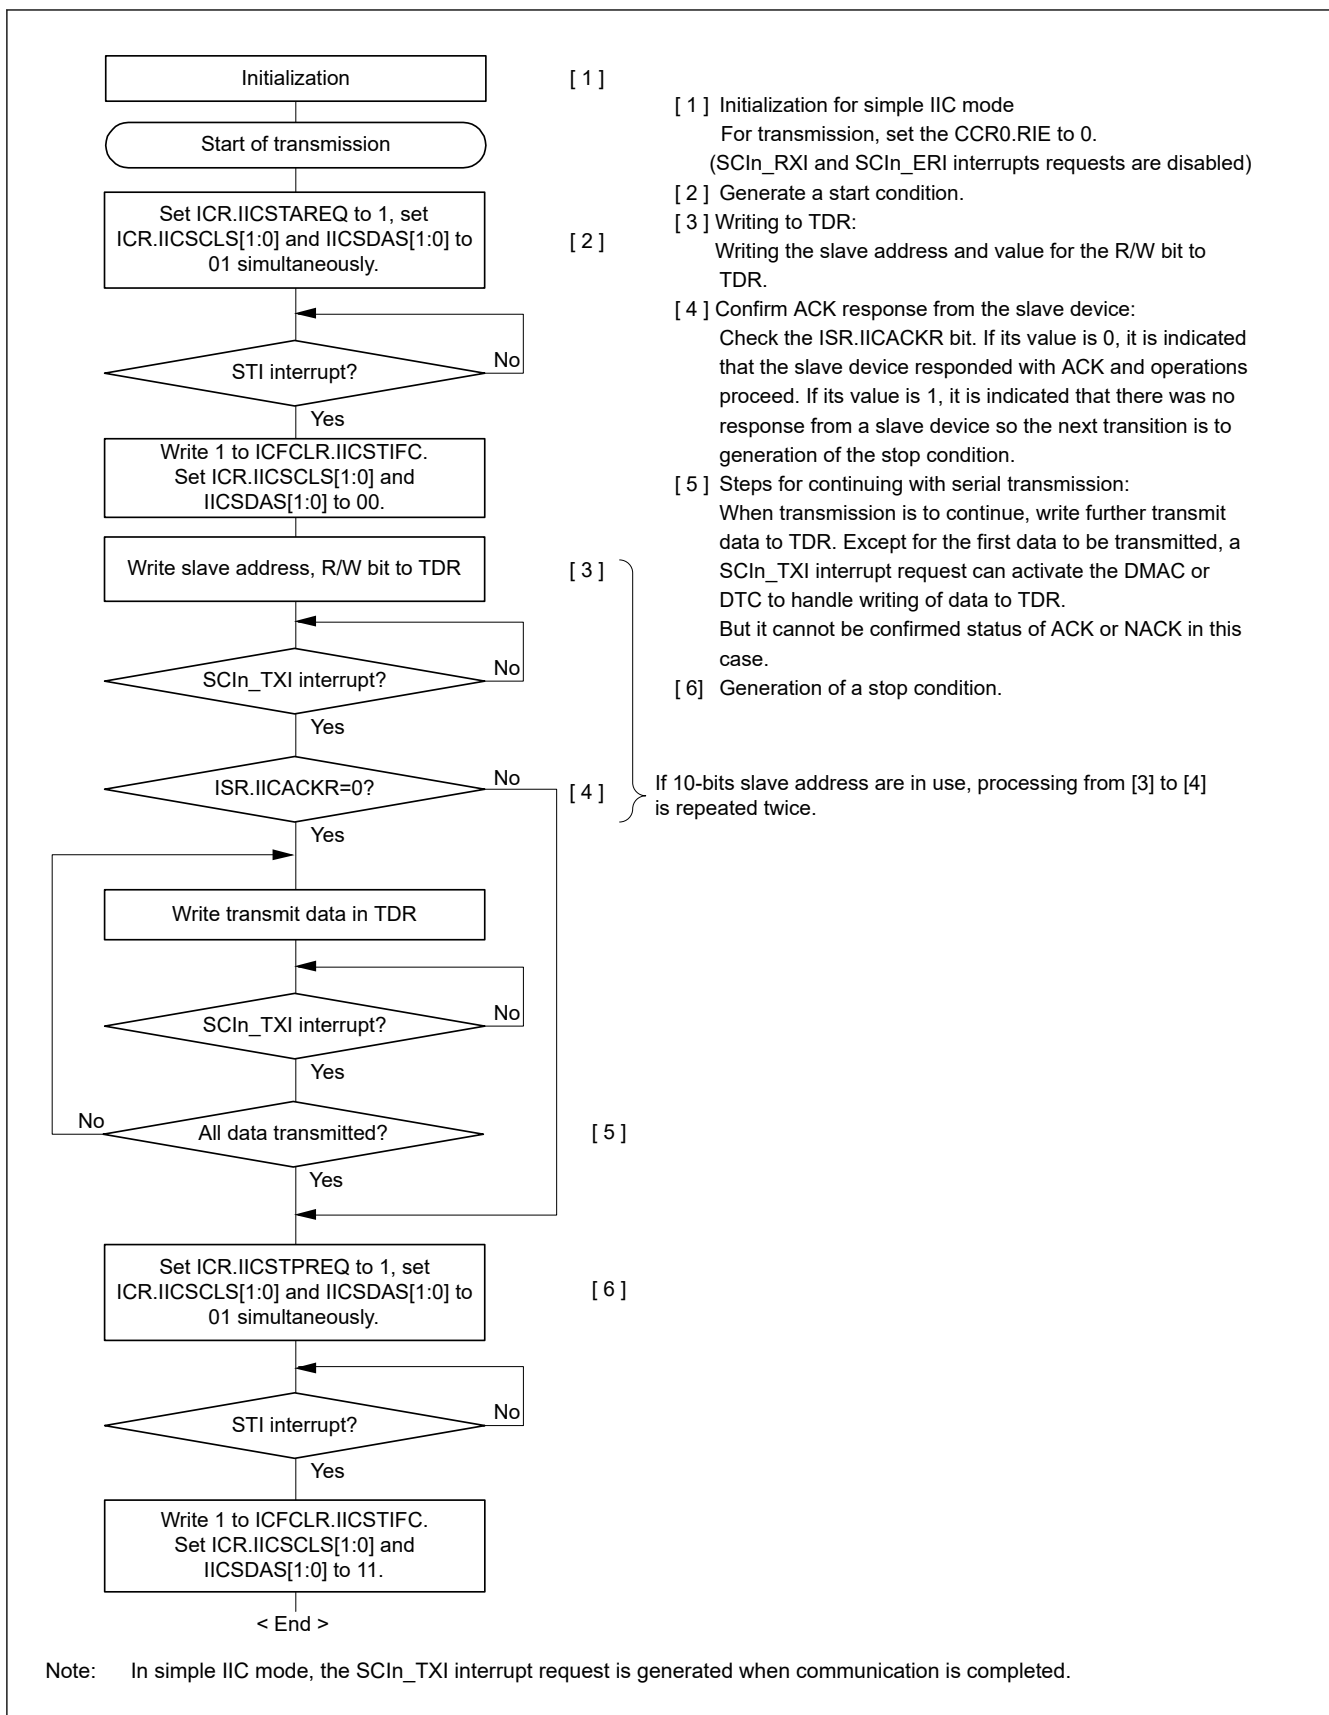 Initialization
[ 1 ]
Start of transmission
Set ICR.IICSTAREQ to 1, set
ICR.IICSCLS[1:0] and IICSDAS[1:0] to
01 simultaneously.
[ 2 ]
STI interrupt?
No
Yes
Write 1 to ICFCLR.IICSTIFC.
Set ICR.IICSCLS[1:0] and
IICSDAS[1:0] to 00.
Write slave address, R/W bit to TDR
[ 3 ]
SCIn_TXI interrupt?
No
Yes
ISR.IICACKR=0?
No
[ 4 ]
Yes
Write transmit data in TDR
SCIn_TXI interrupt?
No
Yes
No
All data transmitted?
[ 5 ]
Yes
Set ICR.IICSTPREQ to 1, set
ICR.IICSCLS[1:0] and IICSDAS[1:0] to
01 simultaneously.
[ 6 ]
STI interrupt?
No
Yes
Write 1 to ICFCLR.IICSTIFC.
Set ICR.IICSCLS[1:0] and
IICSDAS[1:0] to 11.
< End >
[ 1 ] Initialization for simple IIC mode
For transmission, set the CCR0.RIE to 0.
(SCIn_RXI and SCIn_ERI interrupts requests are disabled)
[ 2 ] Generate a start condition.
[ 3 ] Writing to TDR:
Writing the slave address and value for the R/W bit to
TDR.
[ 4 ] Confirm ACK response from the slave device:
Check the ISR.IICACKR bit. If its value is 0, it is indicated
that the slave device responded with ACK and operations
proceed. If its value is 1, it is indicated that there was no
response from a slave device so the next transition is to
generation of the stop condition.
[ 5 ] Steps for continuing with serial transmission:
When transmission is to continue, write further transmit
data to TDR. Except for the first data to be transmitted, a
SCIn_TXI interrupt request can activate the DMAC or
DTC to handle writing of data to TDR.
But it cannot be confirmed status of ACK or NACK in this
case.
[ 6] Generation of a stop condition.
If 10-bits slave address are in use, processing from [3] to [4]
is repeated twice.
Note: In simple IIC mode, the SCIn_TXI interrupt request is generated when communication is completed.